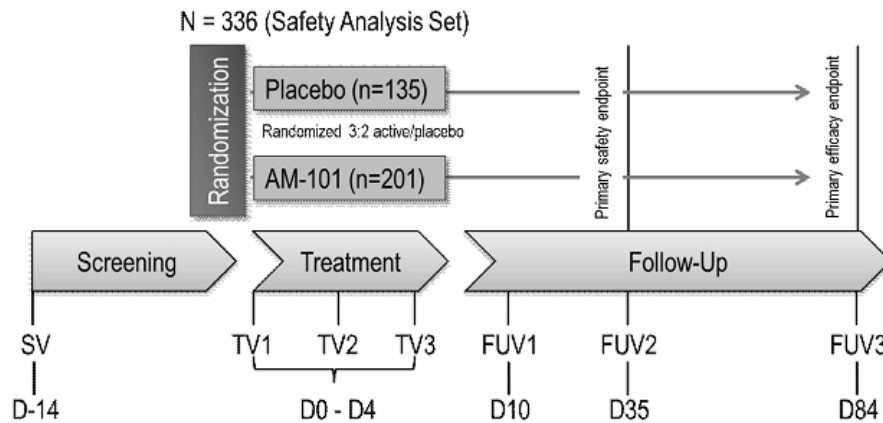 N = 336 (Safety Analysis Set)
Randomization
Placebo (n=135)
Randomized 3:2 active/placebo
AM-101 (n=201)
Primary safety endpoint
Primary efficacy endpoint
Screening
Treatment
Follow-Up
SV
TV1
TV2
TV3
FUV1
FUV2
FUV3
D-14
D0 - D4
D10
D35
D84